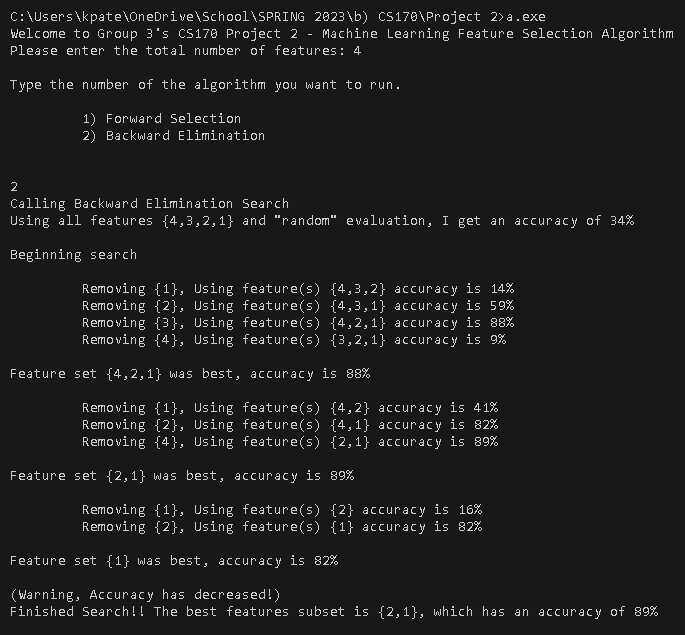 C:\Users\kpate\OneDrive\School\SPRING 2023\b) CS170\Project 2>a.exe
Welcome to Group 3's CS170 Project 2 - Machine Learning Feature Selection Algorithm
Please enter the total number of features: 4
Type the number of the algorithm you want to run.
1) Forward Selection
2) Backward Elimination
2
Calling Backward Elimination Search
Using all features {4,3,2,1} and "random" evaluation, I get an accuracy of 34%
Beginning search
Removing {1}, Using feature(s) {4,3,2} accuracy is 14%
Removing {2}, Using feature(s) {4,3,1} accuracy is 59%
Removing {3}, Using feature(s) {4,2,1} accuracy is 88%
Removing {4}, Using feature(s) {3,2,1} accuracy is 9%
Feature set {4,2,1} was best, accuracy is 88%
Removing {1}, Using feature(s) {4,2} accuracy is 41%
Removing {2}, Using feature(s) {4,1} accuracy is 82%
Removing {4}, Using feature(s) {2,1} accuracy is 89%
Feature set {2,1} was best, accuracy is 89%
Removing {1}, Using feature(s) {2} accuracy is 16%
Removing {2}, Using feature(s) {1} accuracy is 82%
Feature set {1} was best, accuracy is 82%
(Warning, Accuracy has decreased!)
Finished Search!! The best features subset is {2,1}, which has an accuracy of 89%